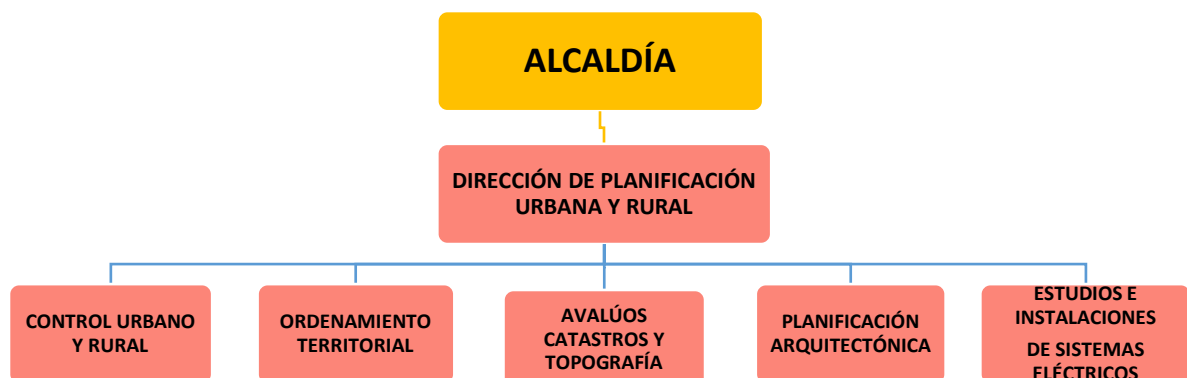 ALCALDÍA
DIRECCIÓN DE PLANIFICACIÓN
URBANA Y RURAL
CONTROL URBANO
Y RURAL
ORDENAMIENTO
TERRITORIAL
AVALÚOS
CATASTROS Y
TOPOGRAFÍA
PLANIFICACIÓN
ARQUITECTÓNICA
ESTUDIOS E
INSTALACIONES
DE SISTEMAS
ELÉCTRICOS